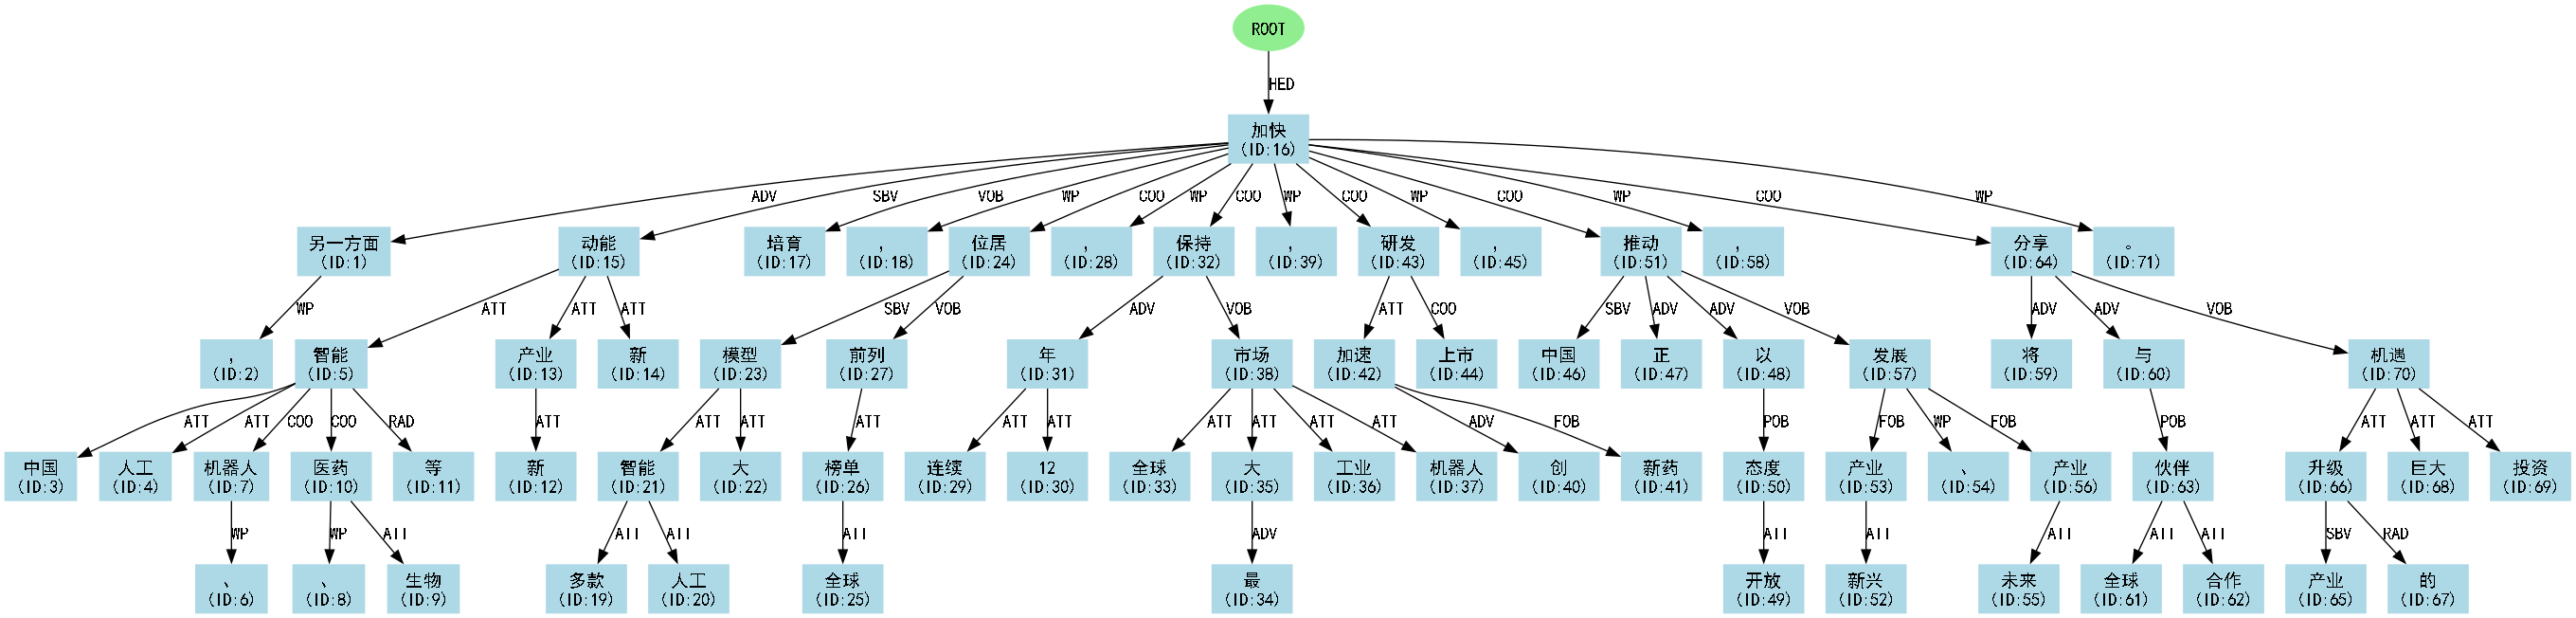 ROOT
HED
加快
(ID:16)
ADV SBV VOB WP COO WP COO WP COO WP COO WP COO WP
另一方面 动能 培育 , 位居 , 保持 , 研发 , 推动 , 分享 。
(ID:1) (ID:15) (ID:17) (ID:18) (ID:24) (ID:28) (ID:32) (ID:39) (ID:43) (ID:45) (ID:51) (ID:58) (ID:64) (ID:71)
WP ATT ATT ATT SBV VOB ADV VOB ATT COO SBV ADV ADV VOB ADV ADV VOB
, 智能 产业 新 模型 前列 年 市场 加速 上市 中国 正 以 发展 将 与 机遇
(ID:2) (ID:5) (ID:13) (ID:14) (ID:23) (ID:27) (ID:31) (ID:38) (ID:42) (ID:44) (ID:46) (ID:47) (ID:48) (ID:57) (ID:59) (ID:60) (ID:70)
ATT ATT COO COO RAD ATT ATT ATT ATT ATT ATT ATT ATT ATT ATT ADV FOB POB FOB WP FOB POB ATT ATT ATT
中国 人工 机器人 医药 等 新 智能 大 榜单 连续 12 全球 大 工业 机器人 创 新药 态度 产业 、 产业 伙伴 升级 巨大 投资
(ID:3) (ID:4) (ID:7) (ID:10) (ID:11) (ID:12) (ID:21) (ID:22) (ID:26) (ID:29) (ID:30) (ID:33) (ID:35) (ID:36) (ID:37) (ID:40) (ID:41) (ID:50) (ID:53) (ID:54) (ID:56) (ID:63) (ID:66) (ID:68) (ID:69)
WP WP ATT ATT ATT ATT ADV ATT ATT ATT ATT ATT SBV RAD
、 、 生物 多款 人工 全球 最 开放 新兴 未来 全球 合作 产业 的
(ID:6) (ID:8) (ID:9) (ID:19) (ID:20) (ID:25) (ID:34) (ID:49) (ID:52) (ID:55) (ID:61) (ID:62) (ID:65) (ID:67)